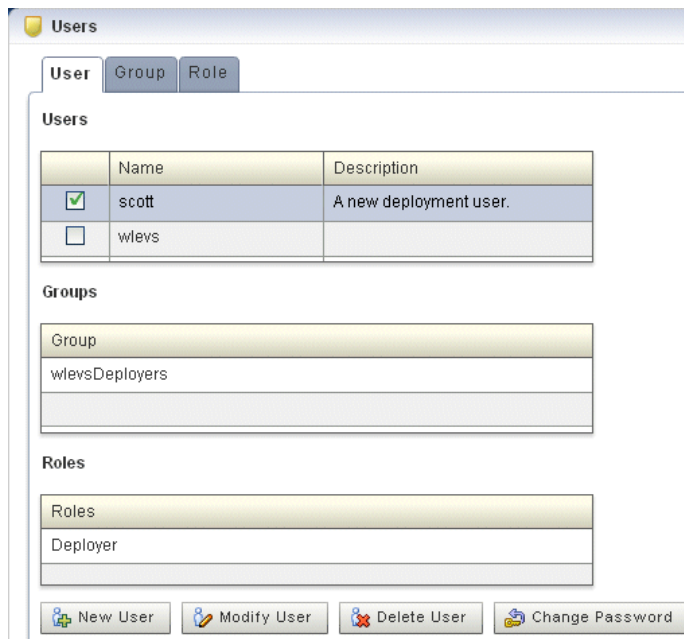 Users
User Group Role
Users
Name Description
scott A new deployment user.
wlevs
Groups
Group
wlevsDeployers
Roles
Roles
Deployer
New User Modify User Delete User Change Password